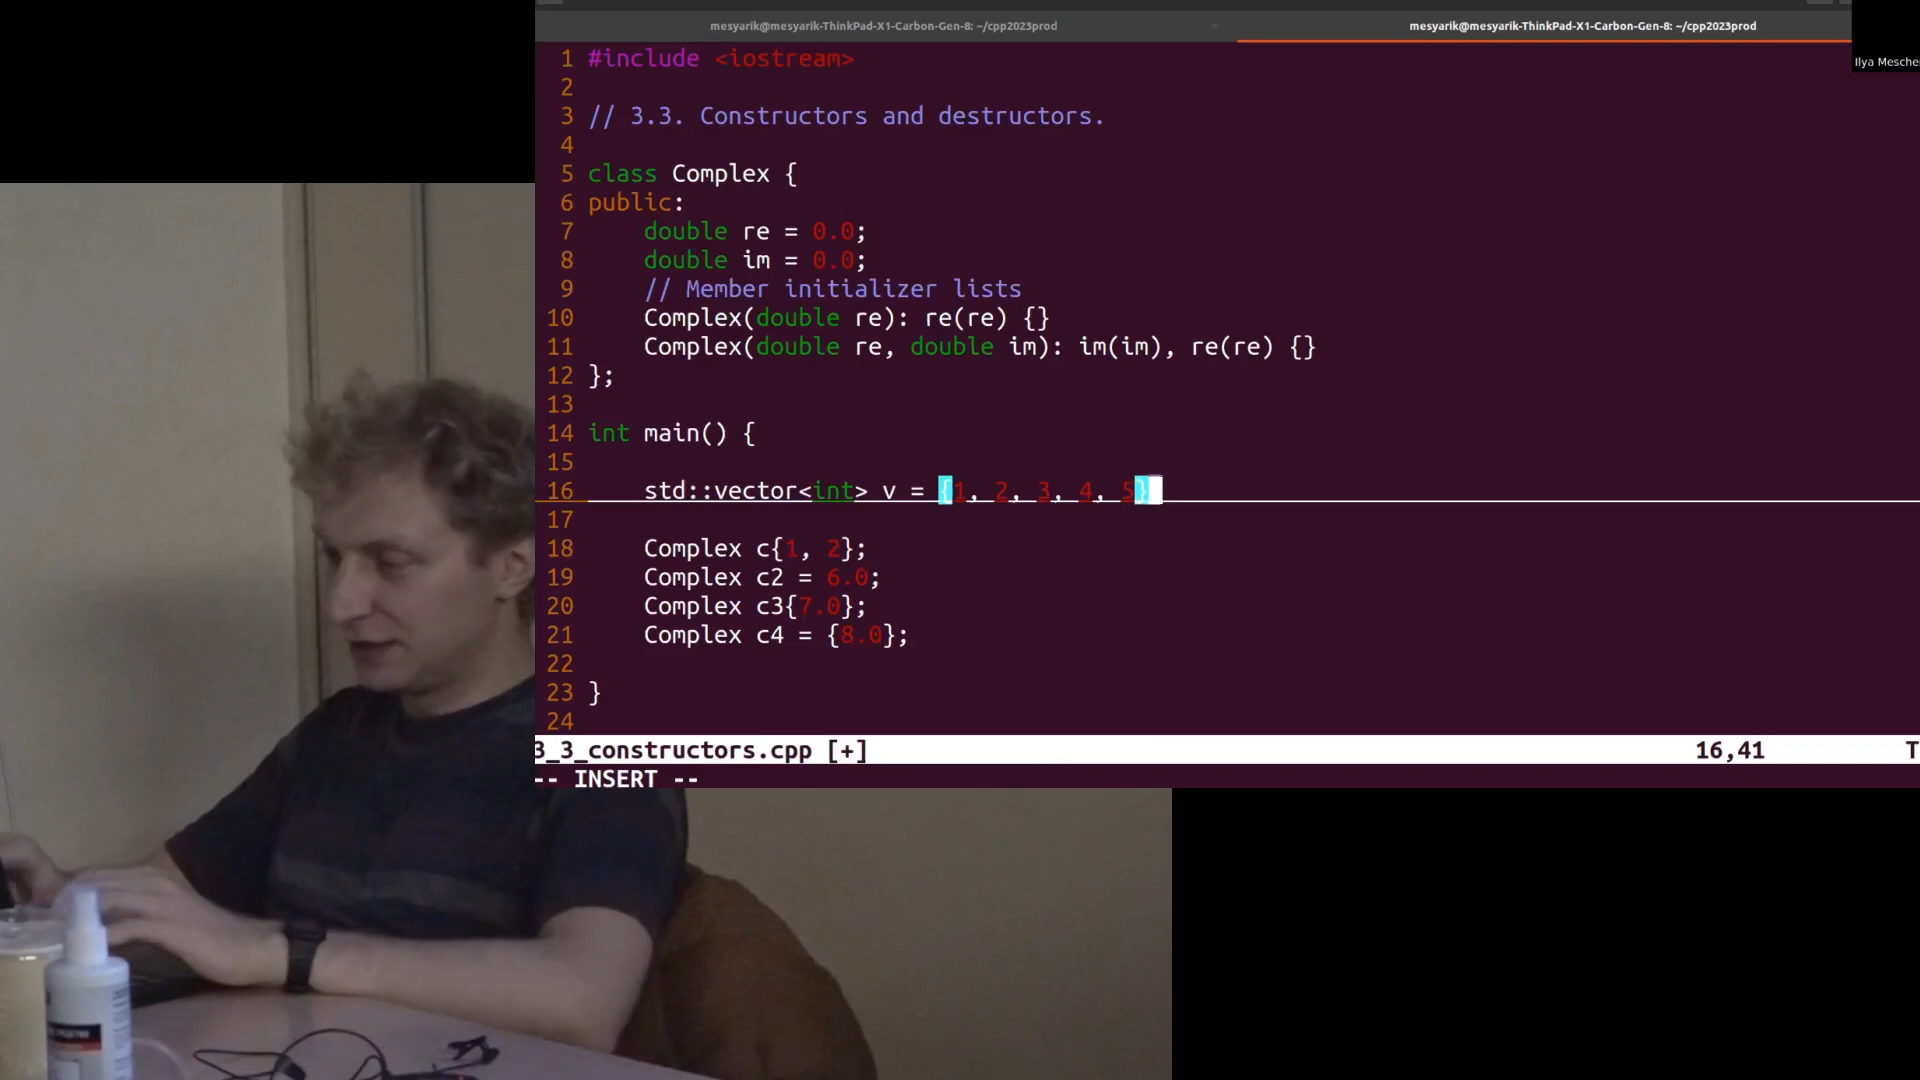 mesyarik@mesyarik-ThinkPad-X1-Carbon-Gen-8: ~/cpp2023prod × mesyarik@mesyarik-ThinkPad-X1-Carbon-Gen-8: ~/cpp2023prod
Ilya Mesche
1 #include <iostream>
2
3 // 3.3. Constructors and destructors.
4
5 class Complex {
6 public:
7     double re = 0.0;
8     double im = 0.0;
9     // Member initializer lists
10     Complex(double re): re(re) {}
11     Complex(double re, double im): im(im), re(re) {}
12 };
13
14 int main() {
15
16     std::vector<int> v = {1, 2, 3, 4, 5}
17
18     Complex c{1, 2};
19     Complex c2 = 6.0;
20     Complex c3{7.0};
21     Complex c4 = {8.0};
22
23 }
24
3_3_constructors.cpp [+] 16,41 T
-- INSERT --